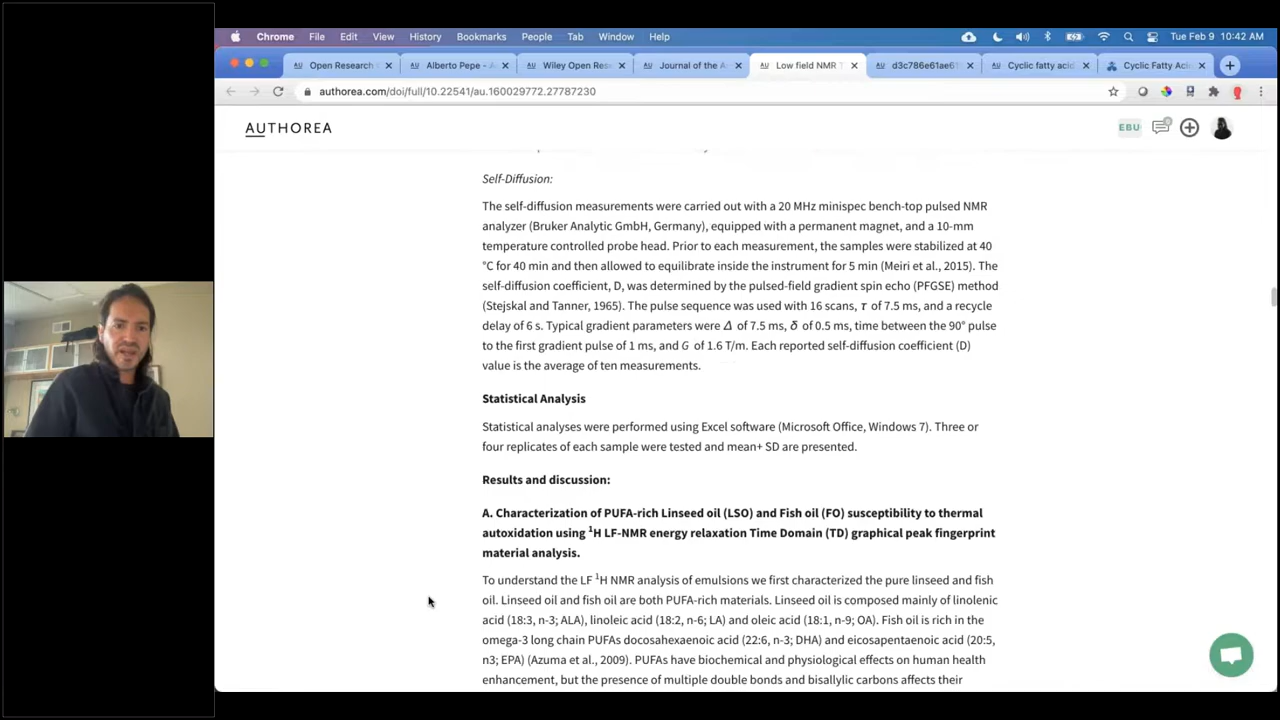 Chrome File Edit View History Bookmarks People Tab Window Help Tue Feb 9 10:42 AM
Open Research Alberto Pepe - A Wiley Open Res Journal of the A Low field NMR T d3c786e61ae6 Cyclic fatty acid Cyclic Fatty Acid
authorea.com/doi/full/10.22541/au.160029772.27787230
AUTHOREA
EBU
Self-Diffusion:
The self-diffusion measurements were carried out with a 20 MHz minispec bench-top pulsed NMR
analyzer (Bruker Analytic GmbH, Germany), equipped with a permanent magnet, and a 10-mm
temperature controlled probe head. Prior to each measurement, the samples were stabilized at 40
°C for 40 min and then allowed to equilibrate inside the instrument for 5 min (Meiri et al., 2015). The
self-diffusion coefficient, D, was determined by the pulsed-field gradient spin echo (PFGSE) method
(Stejskal and Tanner, 1965). The pulse sequence was used with 16 scans, τ of 7.5 ms, and a recycle
delay of 6 s. Typical gradient parameters were Δ of 7.5 ms, δ of 0.5 ms, time between the 90° pulse
to the first gradient pulse of 1 ms, and G of 1.6 T/m. Each reported self-diffusion coefficient (D)
value is the average of ten measurements.
Statistical Analysis
Statistical analyses were performed using Excel software (Microsoft Office, Windows 7). Three or
four replicates of each sample were tested and mean+ SD are presented.
Results and discussion:
A. Characterization of PUFA-rich Linseed oil (LSO) and Fish oil (FO) susceptibility to thermal
autoxidation using ¹H LF-NMR energy relaxation Time Domain (TD) graphical peak fingerprint
material analysis.
To understand the LF ¹H NMR analysis of emulsions we first characterized the pure linseed and fish
oil. Linseed oil and fish oil are both PUFA-rich materials. Linseed oil is composed mainly of linolenic
acid (18:3, n-3; ALA), linoleic acid (18:2, n-6; LA) and oleic acid (18:1, n-9; OA). Fish oil is rich in the
omega-3 long chain PUFAs docosahexaenoic acid (22:6, n-3; DHA) and eicosapentaenoic acid (20:5,
n3; EPA) (Azuma et al., 2009). PUFAs have biochemical and physiological effects on human health
enhancement, but the presence of multiple double bonds and bisallylic carbons affects their